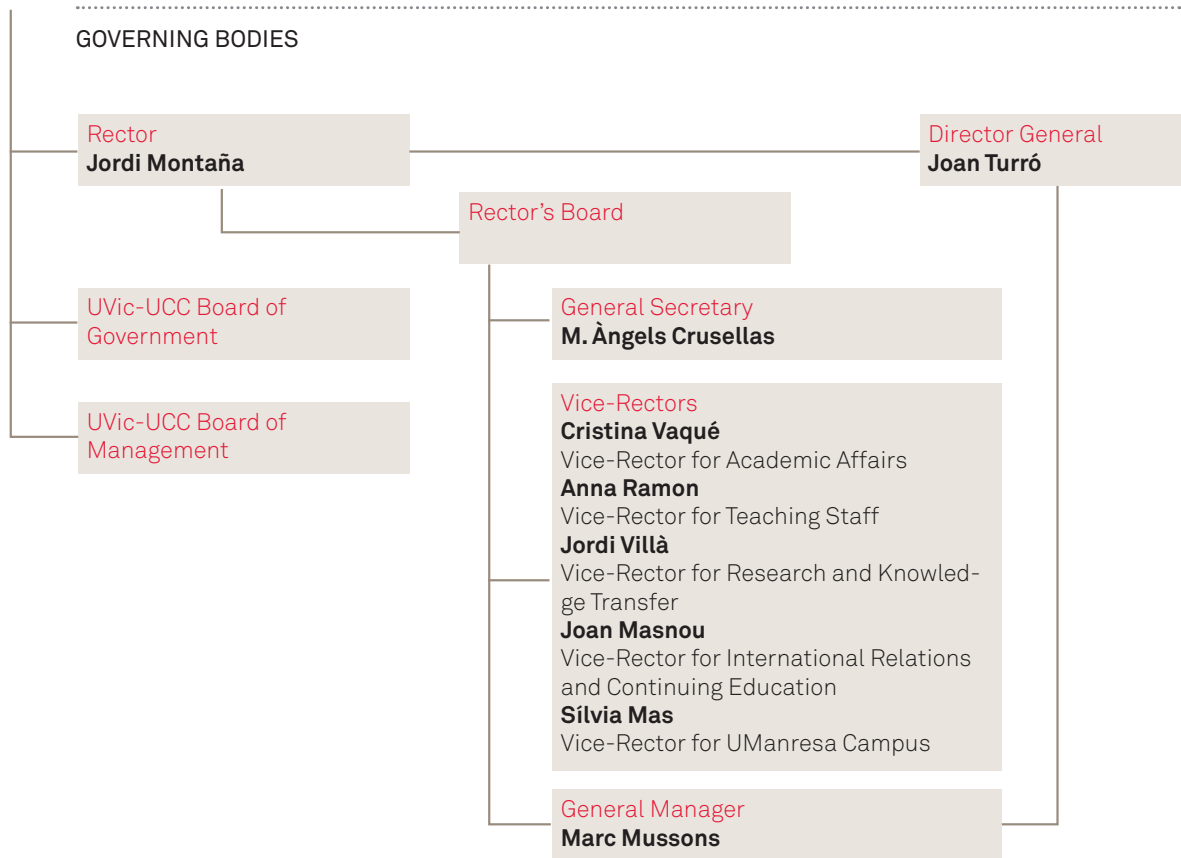 GOVERNING BODIES
Rector
Jordi Montaña
Director General
Joan Turró
Rector's Board
UVic-UCC Board of
Government
General Secretary
M. Àngels Crusellas
UVic-UCC Board of
Management
Vice-Rectors
Cristina Vaqué
Vice-Rector for Academic Affairs
Anna Ramon
Vice-Rector for Teaching Staff
Jordi Villà
Vice-Rector for Research and Knowled-
ge Transfer
Joan Masnou
Vice-Rector for International Relations
and Continuing Education
Sílvia Mas
Vice-Rector for UManresa Campus
General Manager
Marc Mussons